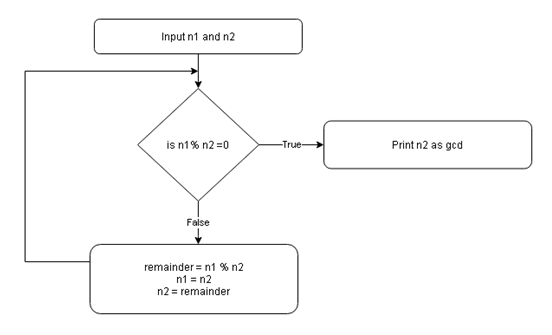 Input n1 and n2
is n1% n2 =0
True
Print n2 as gcd
False
remainder = n1 % n2
n1 = n2
n2 = remainder